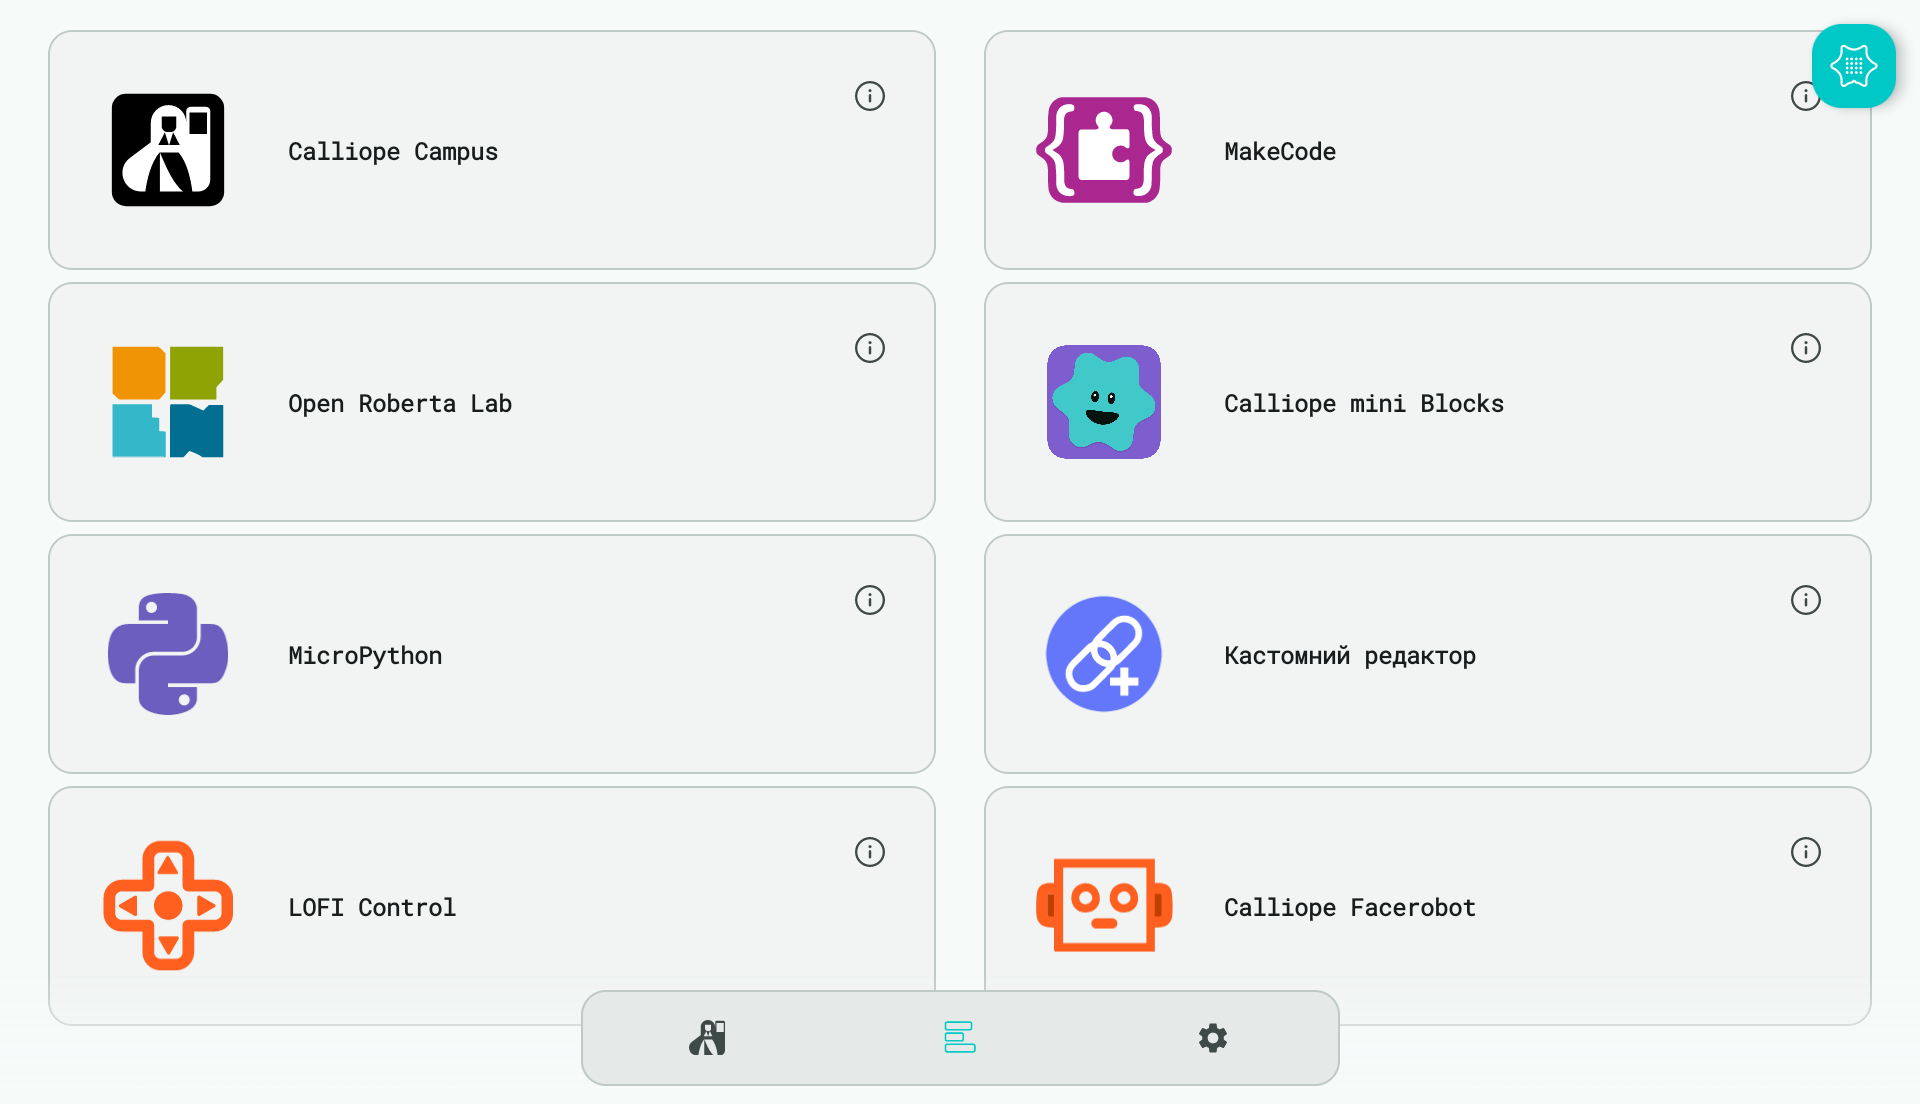 Calliope Campus
MakeCode
Open Roberta Lab
Calliope mini Blocks
MicroPython
Кастомний редактор
LOFI Control
Calliope Facerobot